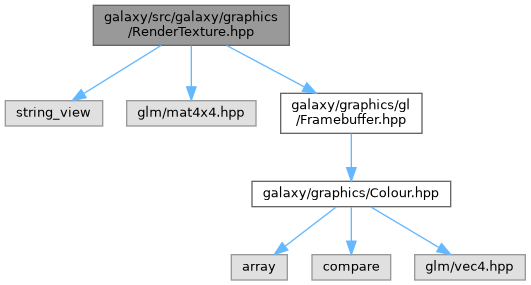 galaxy/src/galaxy/graphics
/RenderTexture.hpp
string_view
glm/mat4x4.hpp
galaxy/graphics/gl
/Framebuffer.hpp
galaxy/graphics/Colour.hpp
array
compare
glm/vec4.hpp